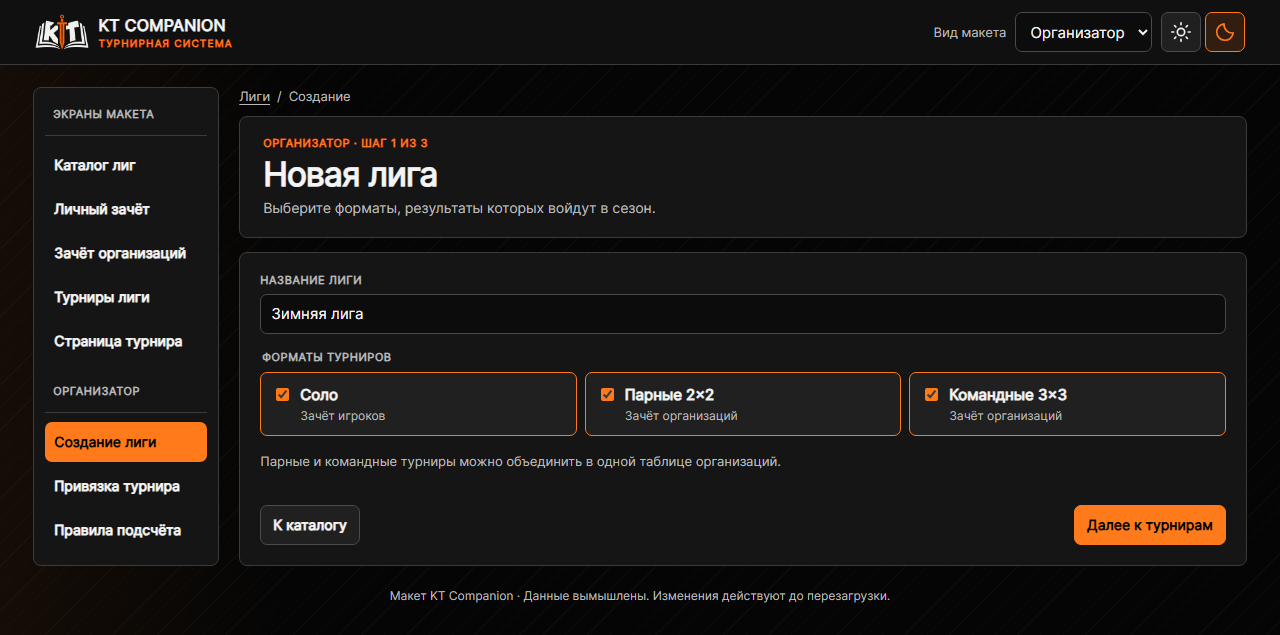 KT
KT COMPANION
ТУРНИРНАЯ СИСТЕМА
Вид макета
Организатор
ЭКРАНЫ МАКЕТА
Каталог лиг
Личный зачёт
Зачёт организаций
Турниры лиги
Страница турнира
ОРГАНИЗАТОР
Создание лиги
Привязка турнира
Правила подсчёта
Лиги / Создание
ОРГАНИЗАТОР · ШАГ 1 ИЗ 3
Новая лига
Выберите форматы, результаты которых войдут в сезон.
НАЗВАНИЕ ЛИГИ
Зимняя лига
ФОРМАТЫ ТУРНИРОВ
Соло
Зачёт игроков
Парные 2×2
Зачёт организаций
Командные 3×3
Зачёт организаций
Парные и командные турниры можно объединить в одной таблице организаций.
К каталогу
Далее к турнирам
Макет KT Companion · Данные вымышлены. Изменения действуют до перезагрузки.